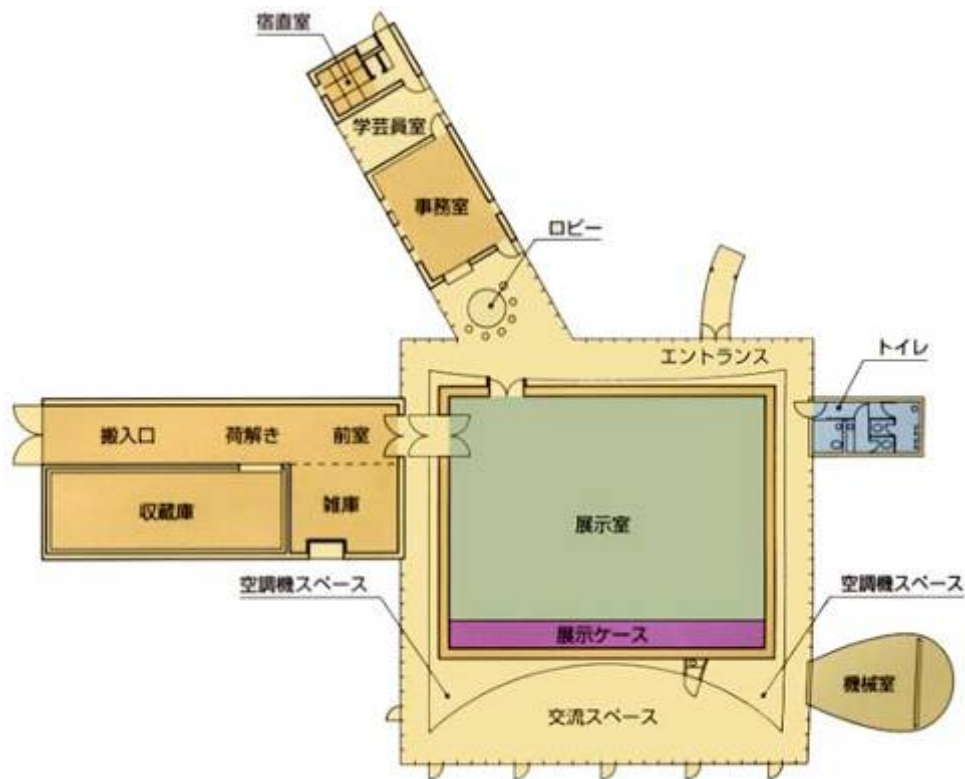 宿直室
学芸員室
事務室
ロビー
エントランス
トイレ
搬入口
荷解き
前室
収蔵庫
雑庫
展示室
空調機スペース
空調機スペース
展示ケース
機械室
交流スペース